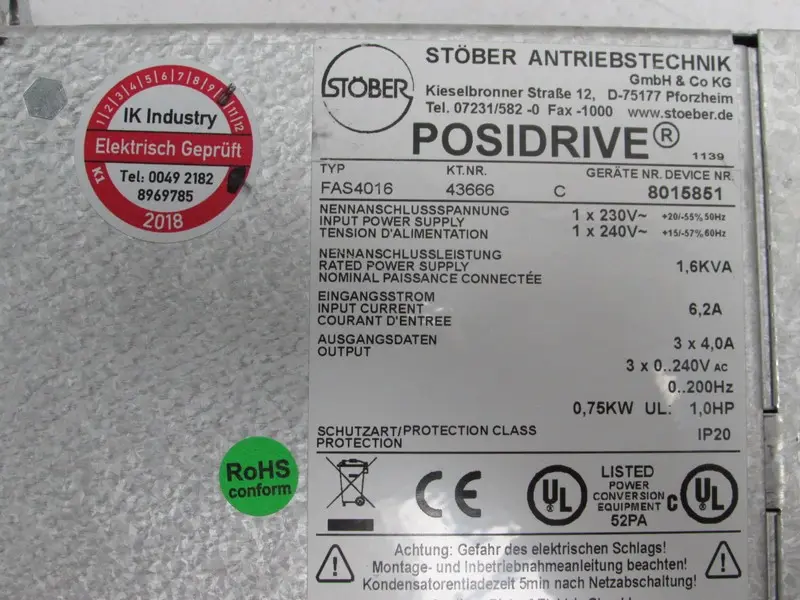 STÖBER
STÖBER ANTRIEBSTECHNIK
GmbH & Co KG
Kieselbronner Straße 12, D-75177 Pforzheim
Tel. 07231/582 -0 Fax -1000 www.stoeber.de
POSIDRIVE® 1139
TYP KT.NR. GERÄTE NR. DEVICE NR.
FAS4016 43666 C 8015851
NENNANSCHLUSSSPANNUNG 1 x 230V~ +20/-55% 50Hz
INPUT POWER SUPPLY 1 x 240V~ +15/-57% 60Hz
TENSION D'ALIMENTATION
NENNANSCHLUSSLEISTUNG
RATED POWER SUPPLY 1,6KVA
NOMINAL PAISSANCE CONNECTÉE
EINGANGSSTROM
INPUT CURRENT 6,2A
COURANT D'ENTREE
AUSGANGSDATEN 3 x 4,0A
OUTPUT
3 x 0..240V AC
0..200Hz
0,75KW UL: 1,0HP
SCHUTZART/PROTECTION CLASS IP20
PROTECTION
CE
UL
LISTED
POWER
CONVERSION
EQUIPMENT
52PA
C UL
Achtung: Gefahr des elektrischen Schlags!
Montage- und Inbetriebnahmeanleitung beachten!
Kondensatorentladezeit 5min nach Netzabschaltung!
1 2 3 4 5 6 7 8 9 11 12
IK Industry
Elektrisch Geprüft
K1
Tel: 0049 2182
8969785
2018
RoHS
conform